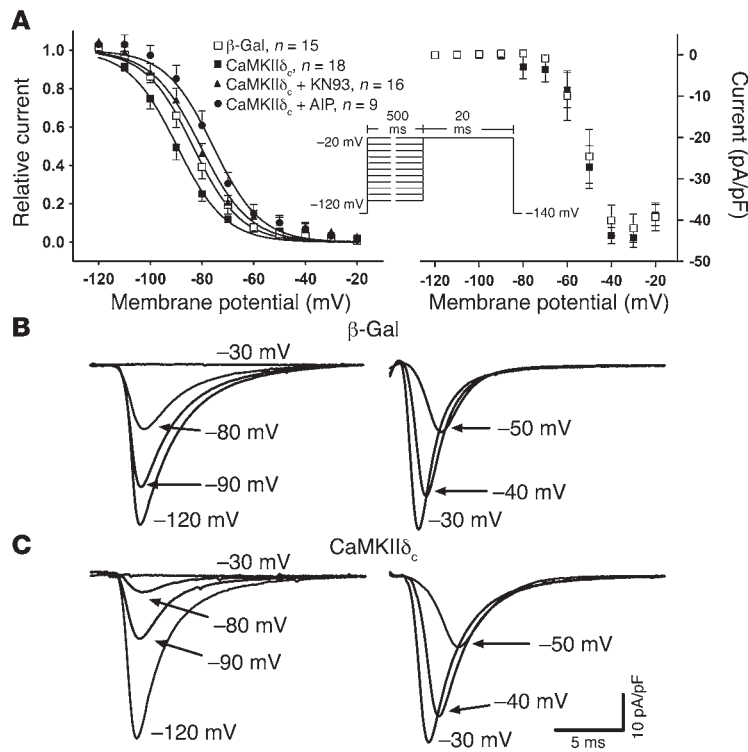 A
β-Gal, n = 15
CaMKIIδc, n = 18
CaMKIIδc + KN93, n = 16
CaMKIIδc + AIP, n = 9
Relative current
1.0
0.8
0.6
0.4
0.2
0.0
-120 -100 -80 -60 -40 -20
Membrane potential (mV)
500 ms
20 ms
−20 mV
−120 mV
−140 mV
0
-10
-20
-30
-40
-50
Current (pA/pF)
-120 -100 -80 -60 -40 -20
Membrane potential (mV)
B
β-Gal
−30 mV
−80 mV
−90 mV
−120 mV
−50 mV
−40 mV
−30 mV
C
CaMKIIδc
−30 mV
−80 mV
−90 mV
−120 mV
−50 mV
−40 mV
−30 mV
10 pA/pF
5 ms